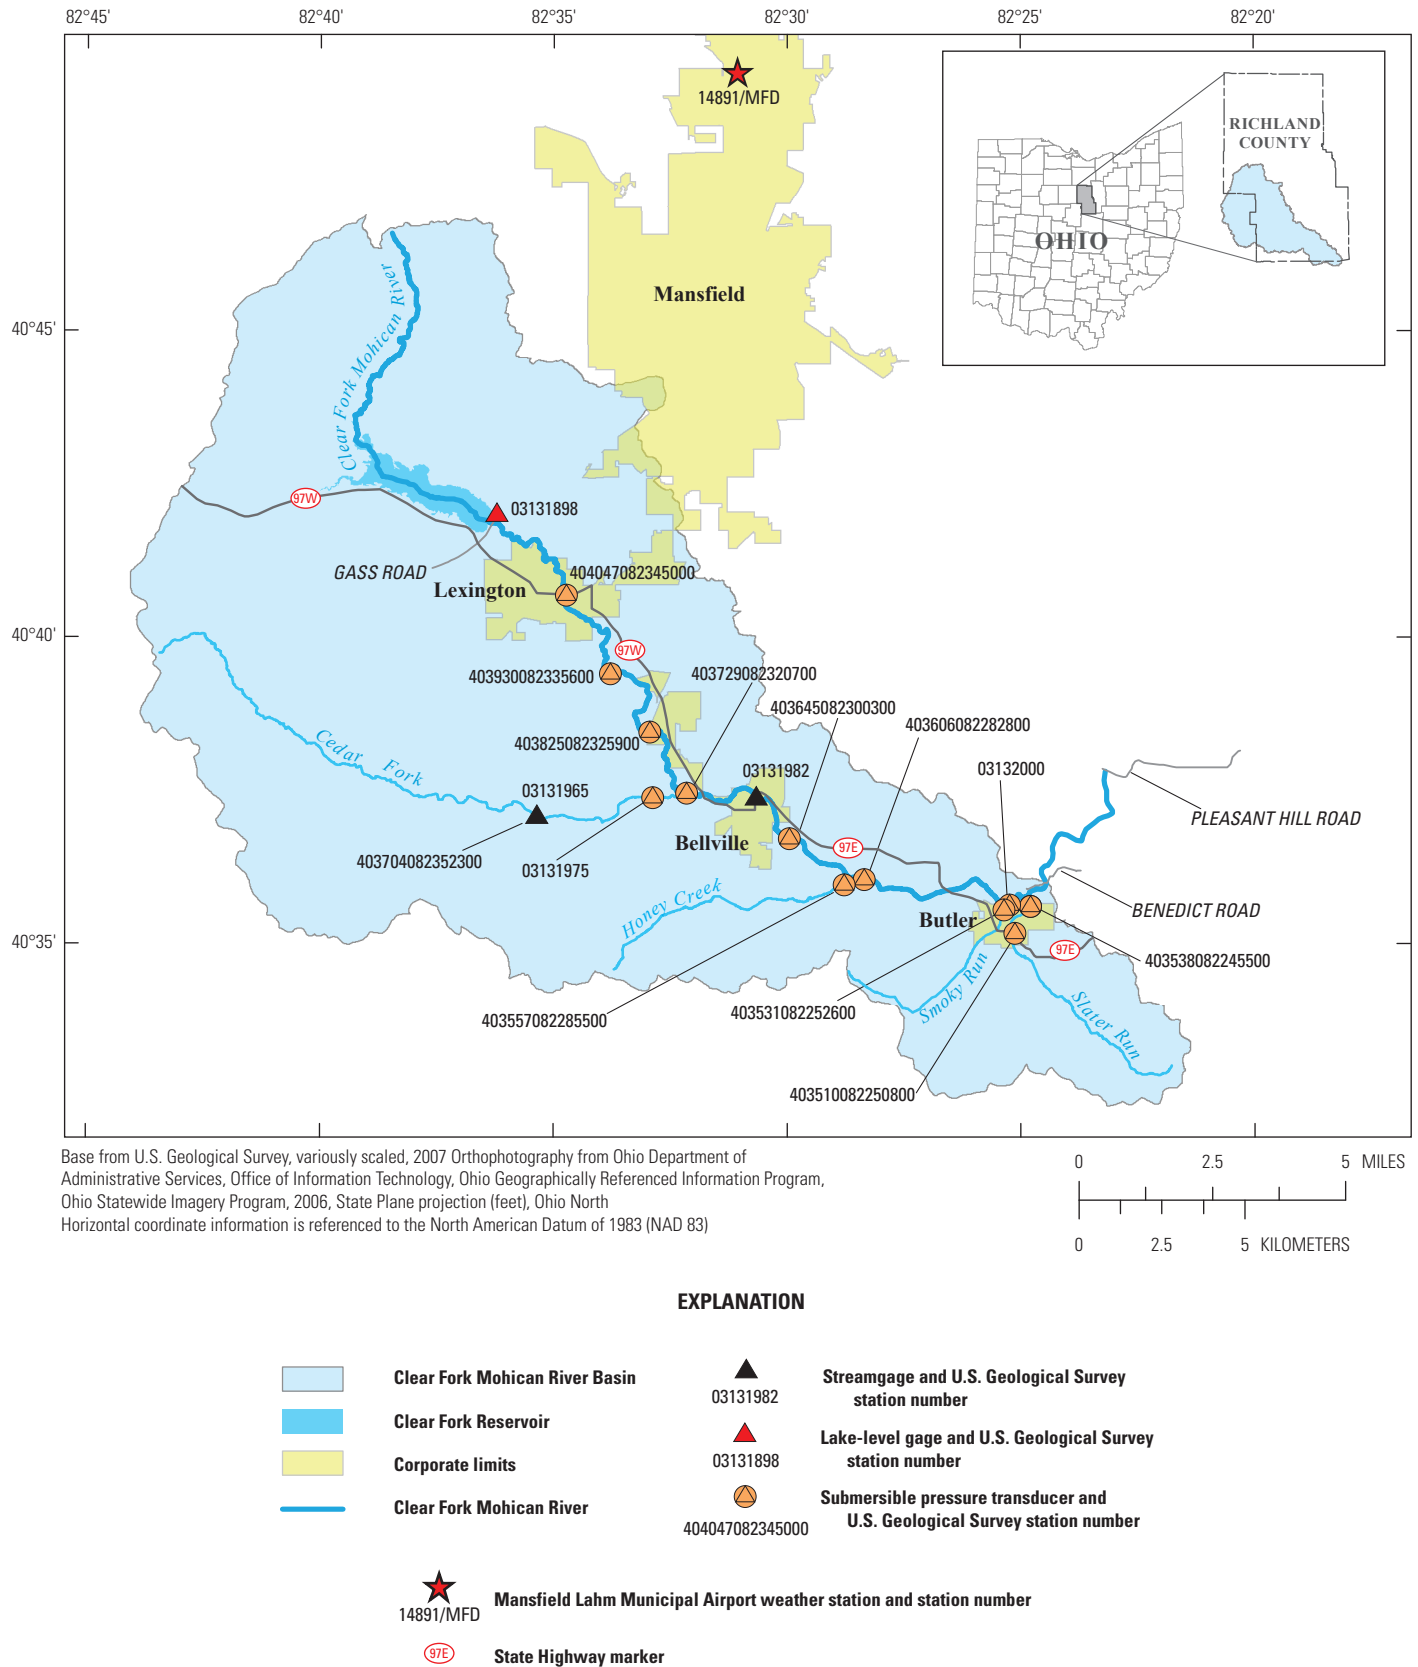 82°45'
82°40'
82°35'
82°30'
82°25'
82°20'
14891/MFD
RICHLAND
COUNTY
OHIO
Mansfield
40°45'
Clear Fork Mohican River
97W
03131898
GASS ROAD
404047082345000
Lexington
40°40'
97W
403930082335600
403729082320700
403645082300300
403606082282800
403825082325900
Cedar Fork
03131982
03132000
03131965
PLEASANT HILL ROAD
Bellville
97E
403704082352300
03131975
Honey Creek
BENEDICT ROAD
Butler
40°35'
97E
403538082245500
Smoky Run
Slater Run
403531082252600
403557082285500
403510082250800
Base from U.S. Geological Survey, variously scaled, 2007 Orthophotography from Ohio Department of
Administrative Services, Office of Information Technology, Ohio Geographically Referenced Information Program,
Ohio Statewide Imagery Program, 2006, State Plane projection (feet), Ohio North
Horizontal coordinate information is referenced to the North American Datum of 1983 (NAD 83)
0 2.5 5 MILES
0 2.5 5 KILOMETERS
EXPLANATION
Clear Fork Mohican River Basin
Clear Fork Reservoir
Corporate limits
Clear Fork Mohican River
03131982
Streamgage and U.S. Geological Survey
station number
03131898
Lake-level gage and U.S. Geological Survey
station number
404047082345000
Submersible pressure transducer and
U.S. Geological Survey station number
14891/MFD
Mansfield Lahm Municipal Airport weather station and station number
97E
State Highway marker